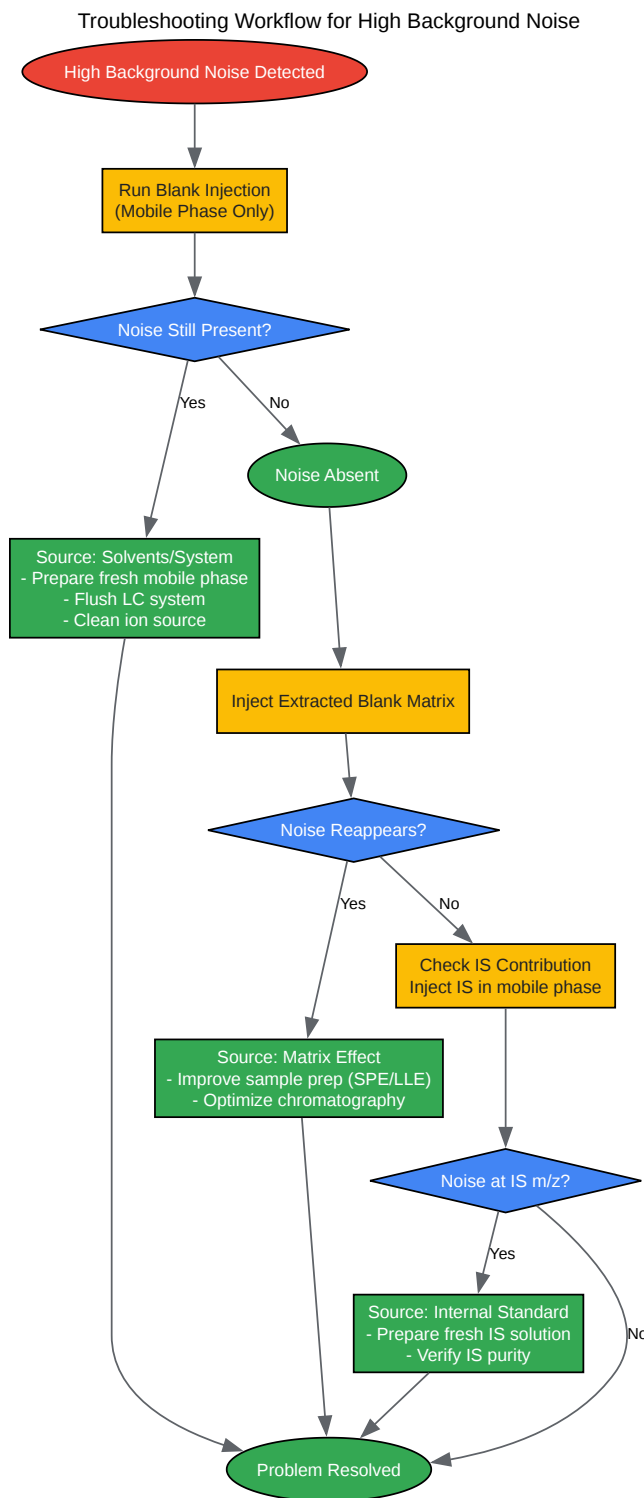 Troubleshooting Workflow for High Background Noise
High Background Noise Detected
Run Blank Injection
(Mobile Phase Only)
Noise Still Present?
Yes
No
Noise Absent
Source: Solvents/System
- Prepare fresh mobile phase
- Flush LC system
- Clean ion source
Inject Extracted Blank Matrix
Noise Reappears?
Yes
No
Check IS Contribution
Inject IS in mobile phase
Source: Matrix Effect
- Improve sample prep (SPE/LLE)
- Optimize chromatography
Noise at IS m/z?
Yes
Source: Internal Standard
- Prepare fresh IS solution
- Verify IS purity
No
Problem Resolved